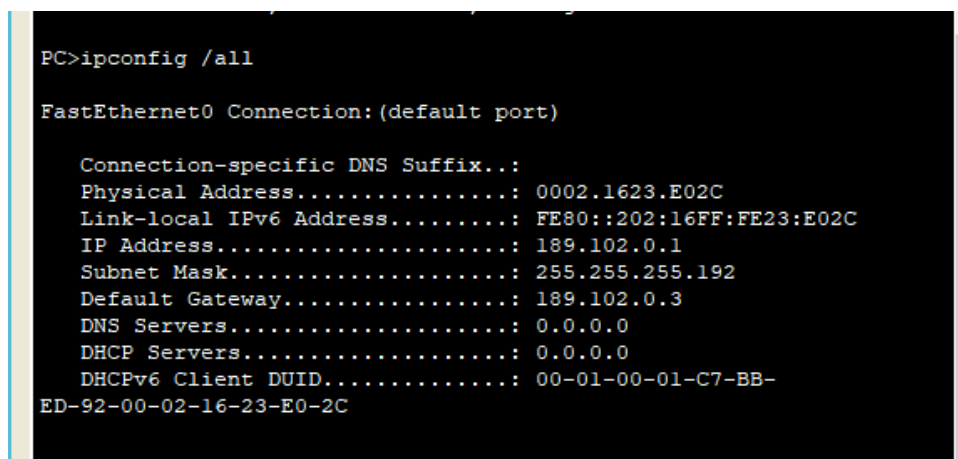 PC>ipconfig /all
FastEthernet0 Connection:(default port)
Connection-specific DNS Suffix..:
Physical Address................: 0002.1623.E02C
Link-local IPv6 Address.........: FE80::202:16FF:FE23:E02C
IP Address......................: 189.102.0.1
Subnet Mask.....................: 255.255.255.192
Default Gateway.................: 189.102.0.3
DNS Servers.....................: 0.0.0.0
DHCP Servers....................: 0.0.0.0
DHCPv6 Client DUID..............: 00-01-00-01-C7-BB-
ED-92-00-02-16-23-E0-2C